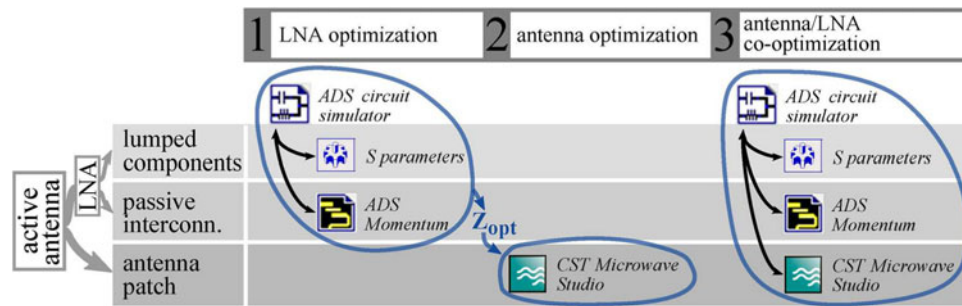 1 LNA optimization 2 antenna optimization 3 antenna/LNA
co-optimization
ADS circuit
simulator
ADS circuit
simulator
lumped
components
S parameters
S parameters
active
antenna
LNA
passive
interconn.
ADS
Momentum
ADS
Momentum
Zopt
antenna
patch
CST Microwave
Studio
CST Microwave
Studio